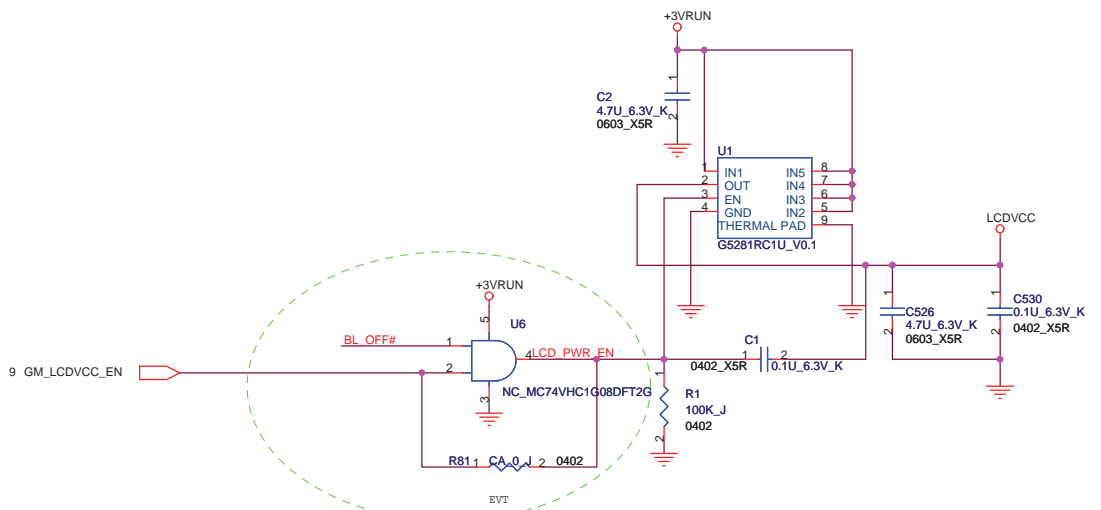 +3VRUN
1
C2
4.7U_6.3V_K
2
0603_X5R
U1
1 IN1 IN5 8
2 OUT IN4 7
3 EN IN3 6
4 GND IN2 5
THERMAL PAD 9
G5281RC1U_V0.1
LCDVCC
+3VRUN
5
U6
BL_OFF# 1
4 LCD_PWR_EN
2
3
NC_MC74VHC1G08DFT2G
9 GM_LCDVCC_EN
R81 1 CA_0_J 2 0402
EVT
C1
1 2
0402_X5R 0.1U_6.3V_K
1
R1
100K_J
0402
2
1
C526
4.7U_6.3V_K
2
0603_X5R
1
C530
0.1U_6.3V_K
2
0402_X5R